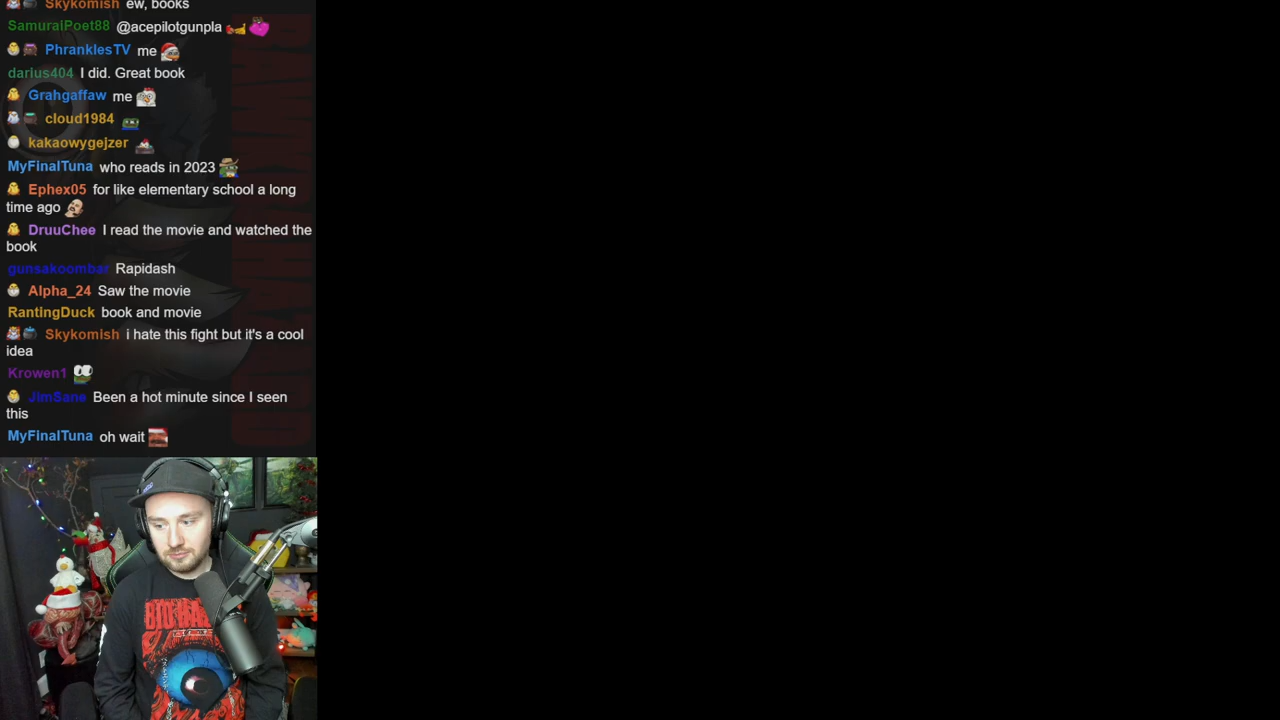 Skykomish ew, books
SamuraiPoet88 @acepilotgunpla
PhranklesTV me
darius404 I did. Great book
Grahgaffaw me
cloud1984
kakaowygejzer
MyFinalTuna who reads in 2023
Ephex05 for like elementary school a long
time ago
DruuChee I read the movie and watched the
book
gunsakoombar Rapidash
Alpha_24 Saw the movie
RantingDuck book and movie
Skykomish i hate this fight but it's a cool
idea
Krowen1
JimSane Been a hot minute since I seen
this
MyFinalTuna oh wait